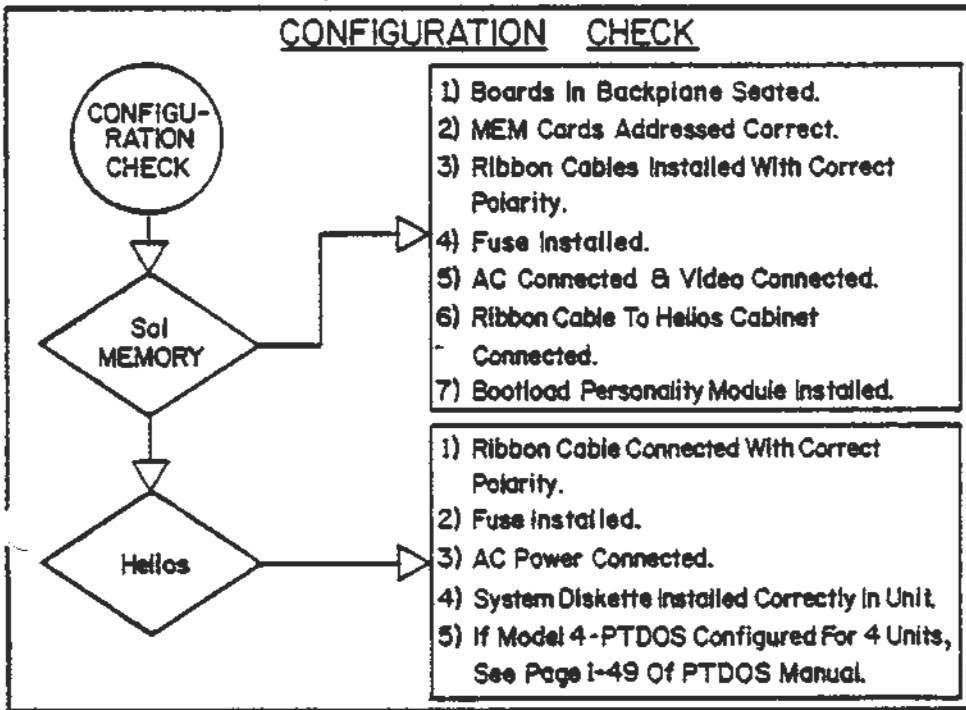 CONFIGURATION CHECK
CONFIGU-
RATION
CHECK
Sol
MEMORY
1) Boards In Backplane Seated.
2) MEM Cards Addressed Correct.
3) Ribbon Cables Installed With Correct
Polarity.
4) Fuse Installed.
5) AC Connected & Video Connected.
6) Ribbon Cable To Helios Cabinet
Connected.
7) Bootload Personality Module Installed.
Helios
1) Ribbon Cable Connected With Correct
Polarity.
2) Fuse Installed.
3) AC Power Connected.
4) System Diskette Installed Correctly In Unit.
5) If Model 4-PTDOS Configured For 4 Units,
See Page 1-49 Of PTDOS Manual.